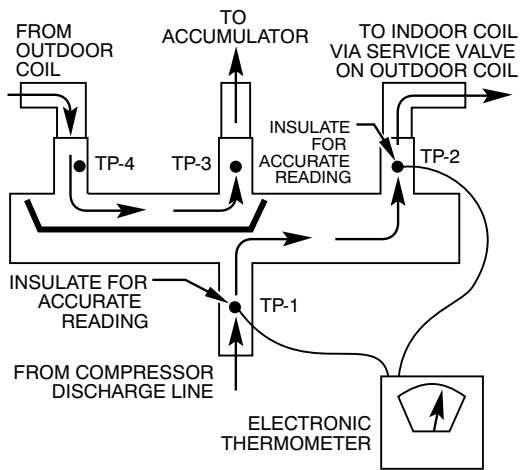 FROM
OUTDOOR
COIL
TO
ACCUMULATOR
TO INDOOR COIL
VIA SERVICE VALVE
ON OUTDOOR COIL
INSULATE
FOR
ACCURATE
READING
TP-4
TP-3
TP-2
INSULATE FOR
ACCURATE
READING
TP-1
FROM COMPRESSOR
DISCHARGE LINE
ELECTRONIC
THERMOMETER